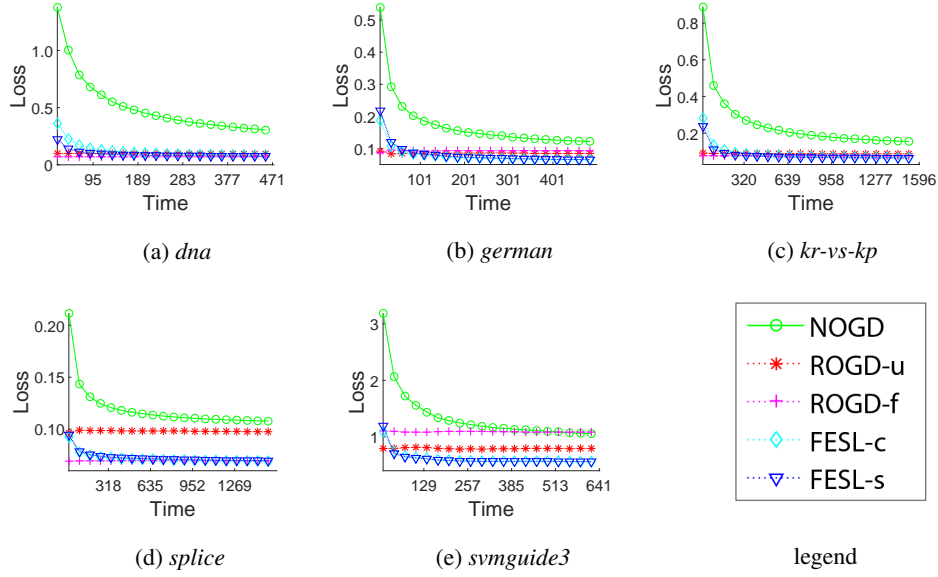 1.0
0.5
0
Loss
95 189 283 377 471
Time
(a) dna
0.5
0.4
0.3
0.2
0.1
Loss
101 201 301 401
Time
(b) german
0.8
0.6
0.4
0.2
Loss
320 639 958 1277 1596
Time
(c) kr-vs-kp
0.20
0.15
0.10
Loss
318 635 952 1269
Time
(d) splice
3
2
1
Loss
129 257 385 513 641
Time
(e) svmguide3
NOGD
ROGD-u
ROGD-f
FESL-c
FESL-s
legend